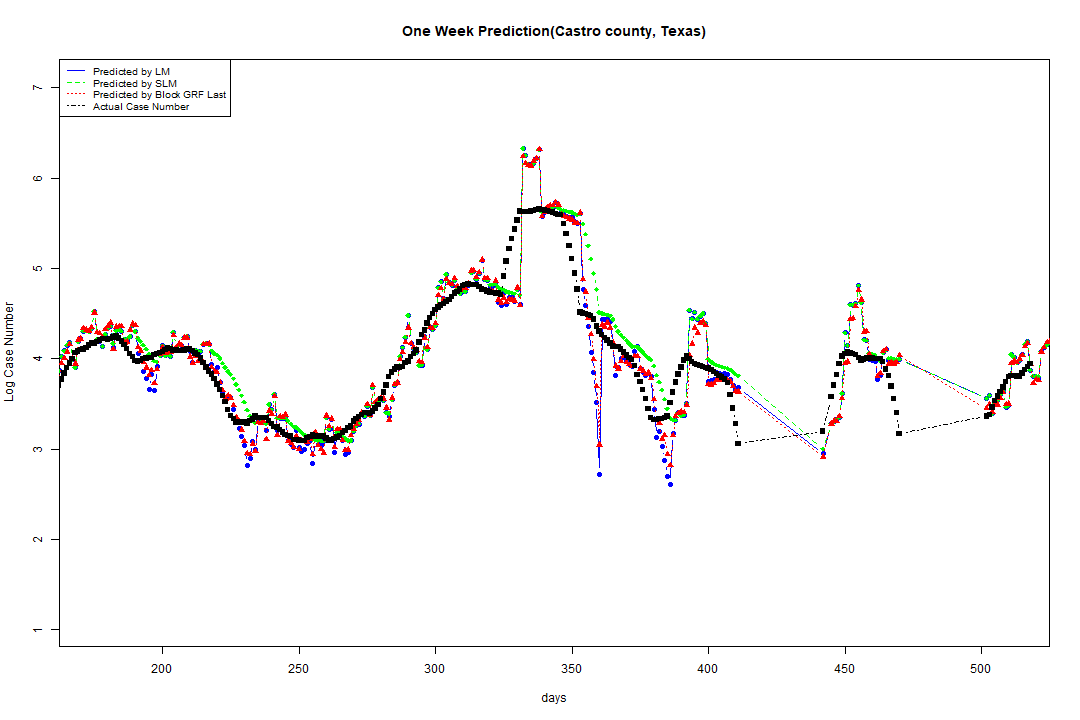 One Week Prediction(Castro county, Texas)
Predicted by LM
Predicted by SLM
Predicted by Block GRF Last
Actual Case Number
Log Case Number
7
6
5
4
3
2
1
200 250 300 350 400 450 500
days